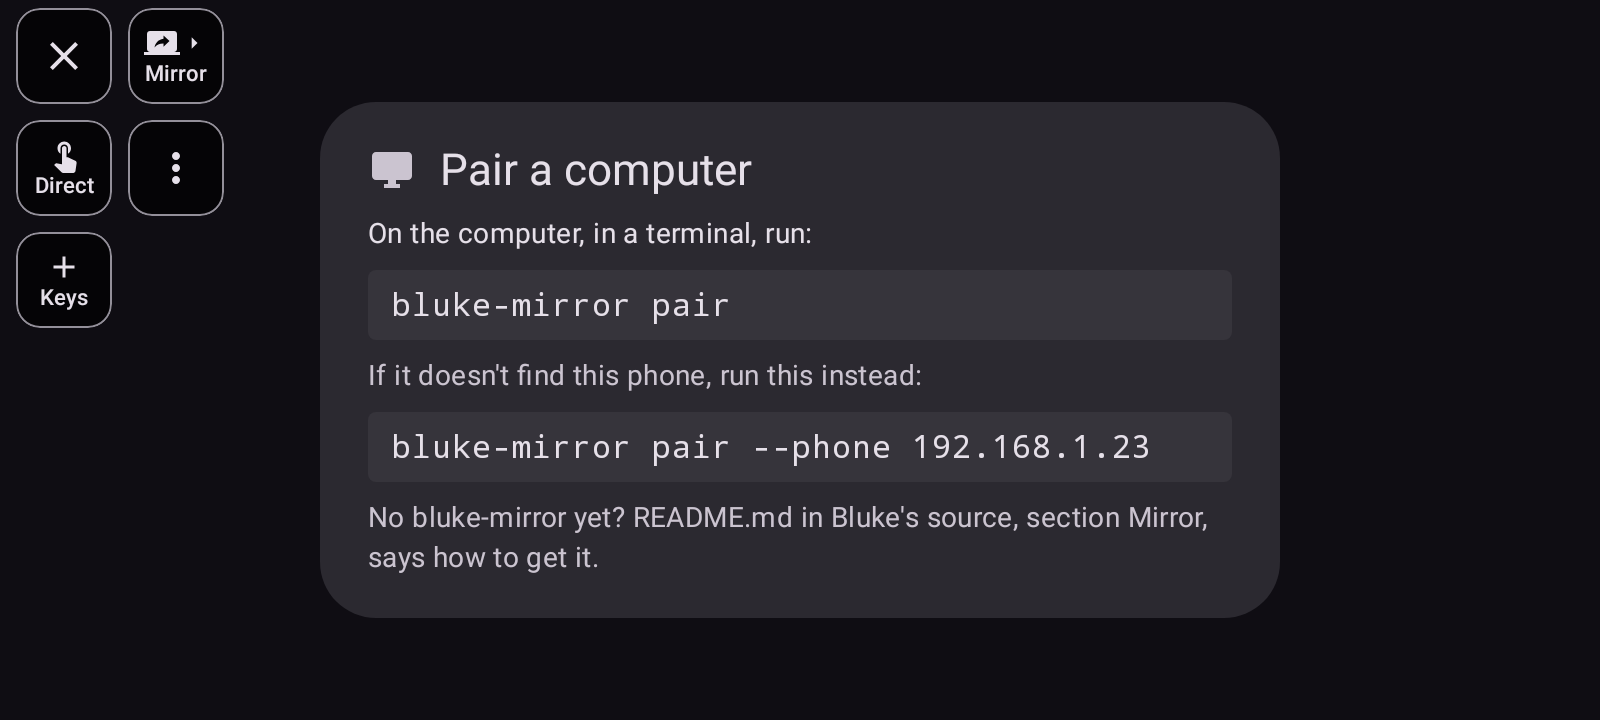 Mirror
Direct
Keys
Pair a computer
On the computer, in a terminal, run:
bluke-mirror pair
If it doesn't find this phone, run this instead:
bluke-mirror pair --phone 192.168.1.23
No bluke-mirror yet? README.md in Bluke's source, section Mirror,
says how to get it.